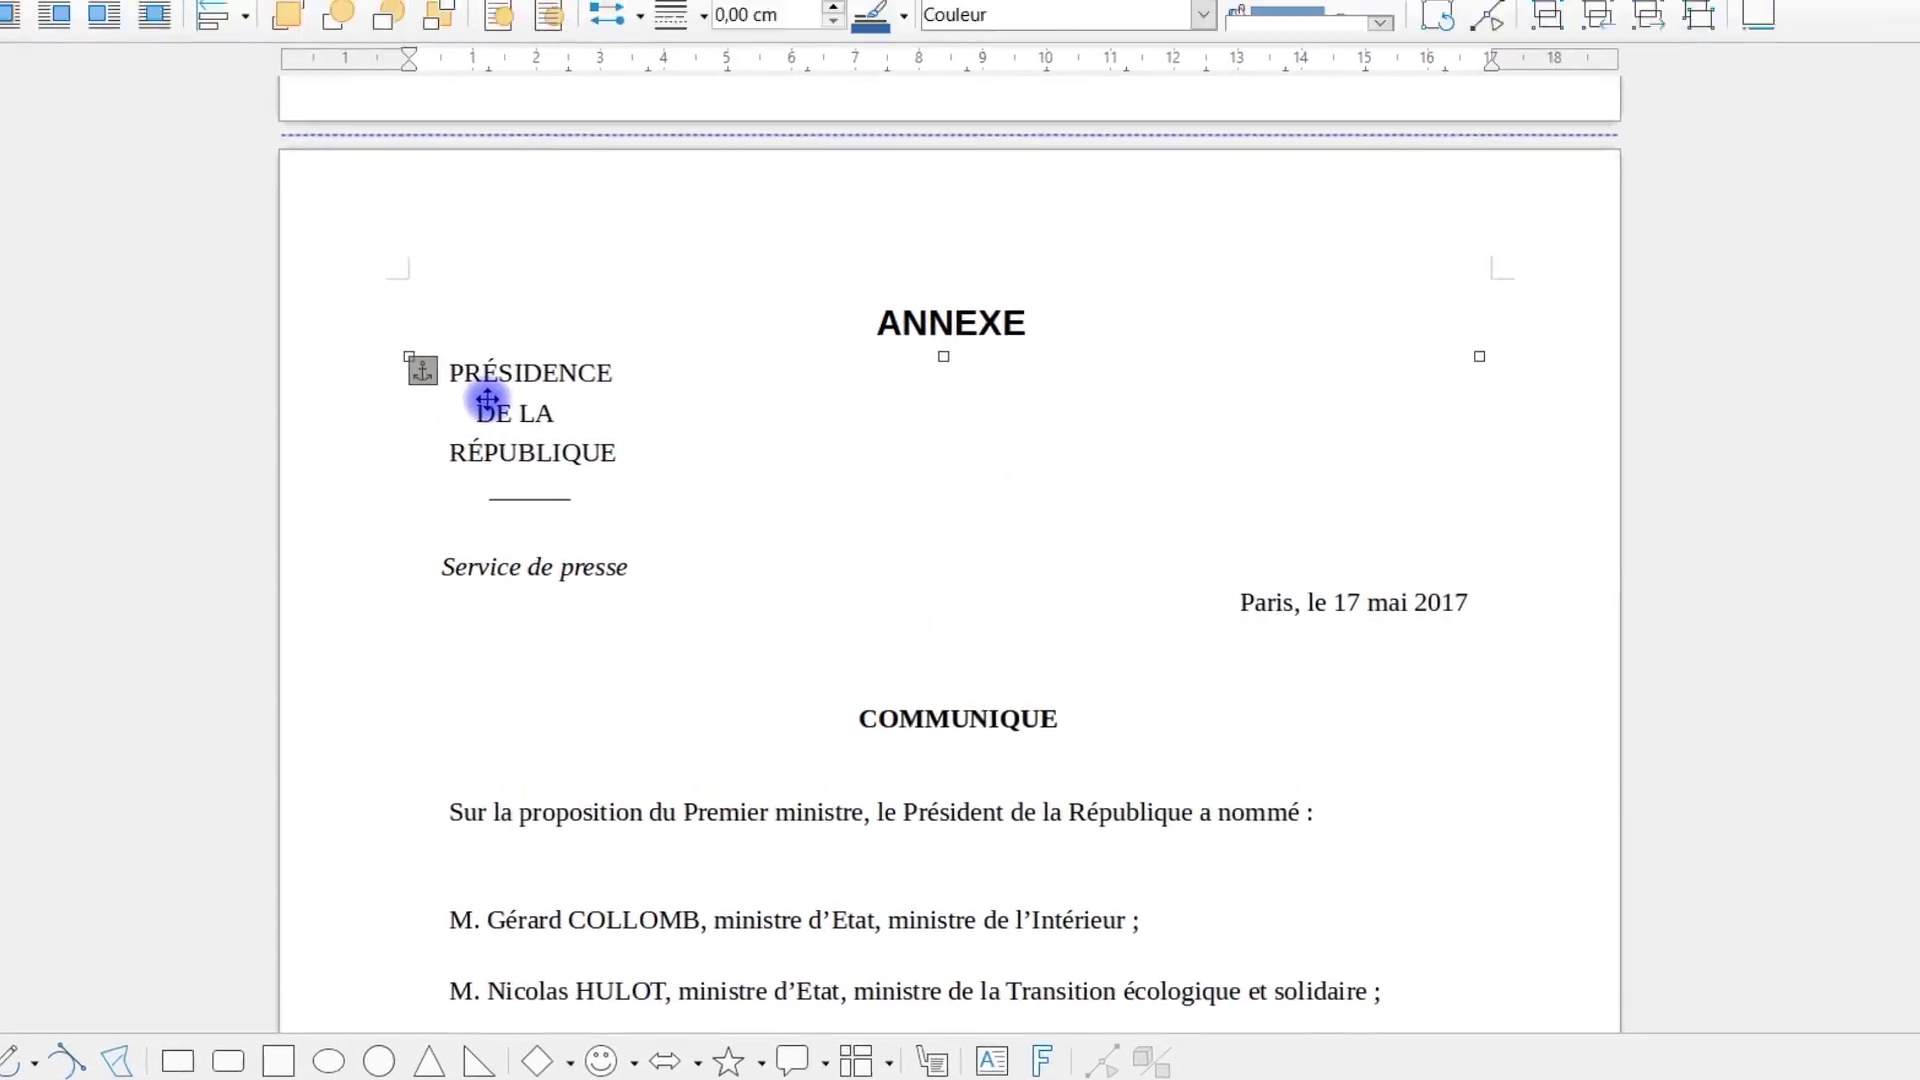 0,00 cm
Couleur
1 1 2 3 4 5 6 7 8 9 10 11 12 13 14 15 16 17 18
ANNEXE
PRÉSIDENCE
DE LA
RÉPUBLIQUE
Service de presse
Paris, le 17 mai 2017
COMMUNIQUE
Sur la proposition du Premier ministre, le Président de la République a nommé :
M. Gérard COLLOMB, ministre d’Etat, ministre de l’Intérieur ;
M. Nicolas HULOT, ministre d’Etat, ministre de la Transition écologique et solidaire ;